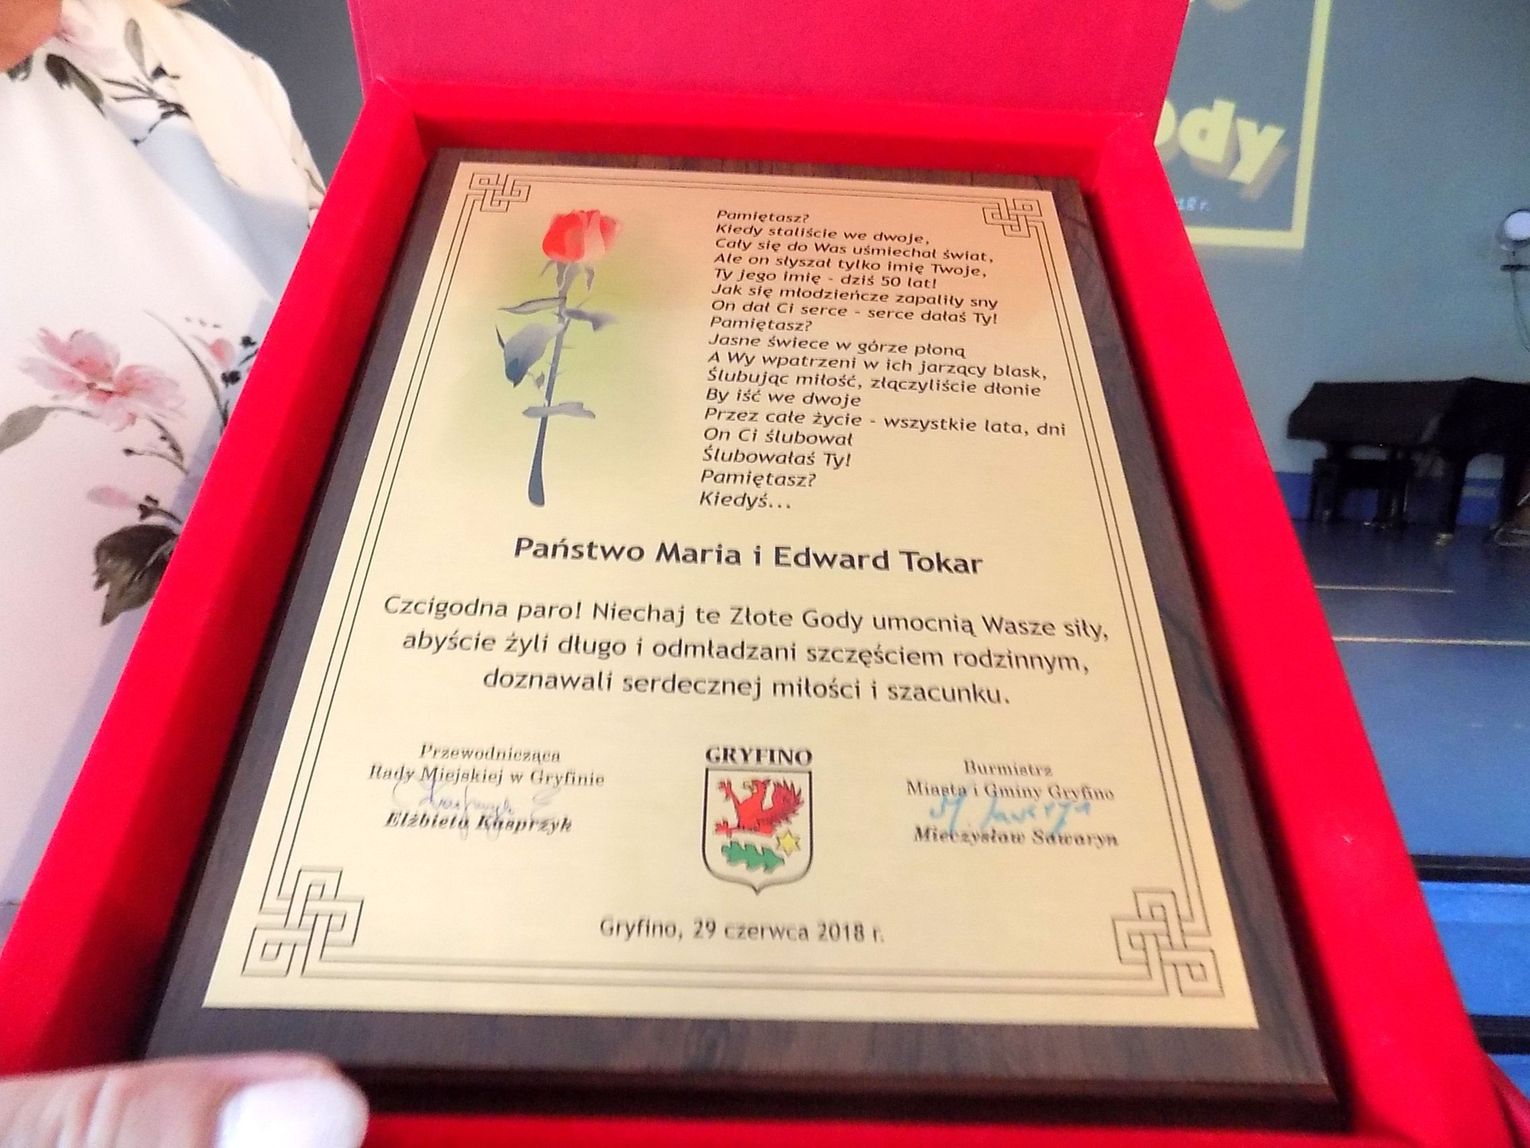 ody
18 r.
Pamiętasz?
Kiedy staliście we dwoje,
Cały się do Was uśmiechał świat,
Ale on słyszał tylko imię Twoje,
Ty jego imię - dziś 50 lat!
Jak się młodzieńcze zapaliły sny
On dał Ci serce - serce dałaś Ty!
Pamiętasz?
Jasne świece w górze płoną
A Wy wpatrzeni w ich jarzący blask,
Ślubując miłość, złączyliście dłonie
By iść we dwoje
Przez całe życie - wszystkie lata, dni
On Ci ślubował
Ślubowałaś Ty!
Pamiętasz?
Kiedyś...
Państwo Maria i Edward Tokar
Czcigodna paro! Niechaj te Złote Gody umocnią Wasze siły,
abyście żyli długo i odmładzani szczęściem rodzinnym,
doznawali serdecznej miłości i szacunku.
Przewodnicząca
Rady Miejskiej w Gryfinie
Elżbieta Kasprzyk
GRYFINO
Burmistrz
Miasta i Gminy Gryfino
Mieczysław Sawaryn
Gryfino, 29 czerwca 2018 r.